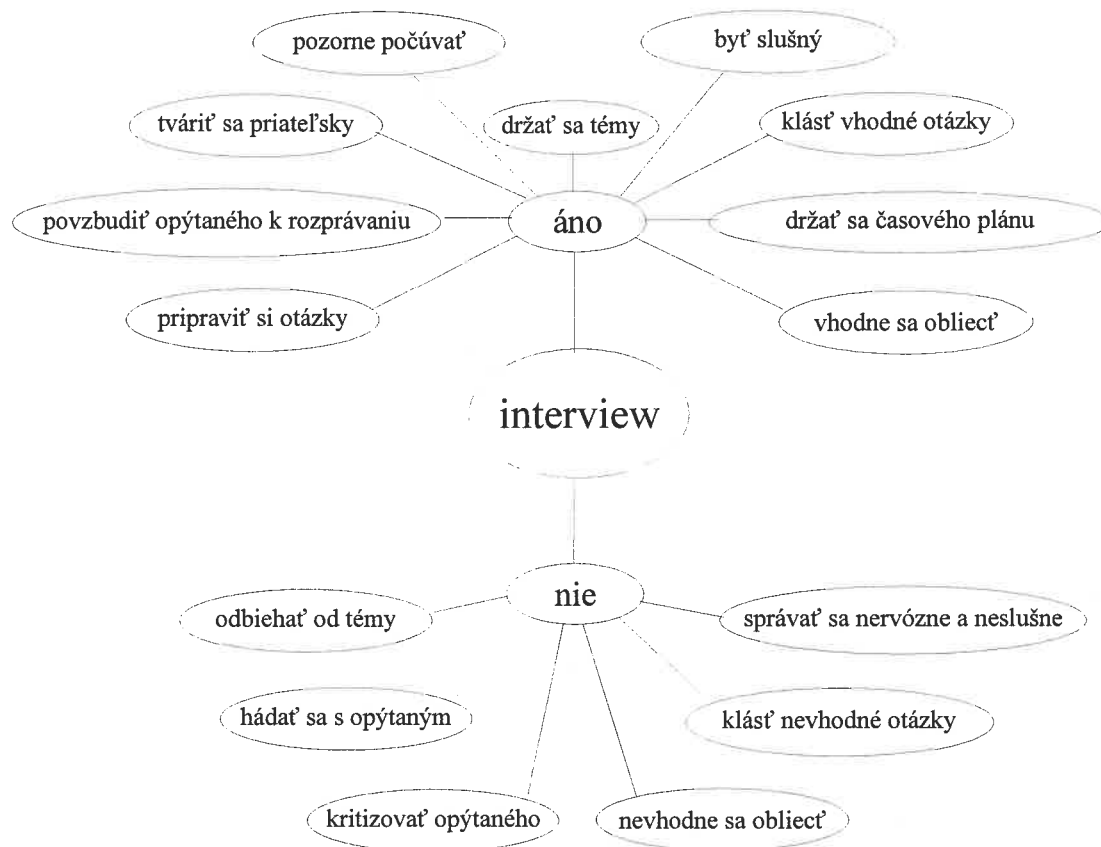 pozorne počúvať
byť slušný
tváriť sa priateľsky
držať sa témy
klásť vhodné otázky
povzbudiť opýtaného k rozprávaniu
áno
držať sa časového plánu
pripraviť si otázky
vhodne sa obliecť
interview
nie
odbiehať od témy
správať sa nervózne a neslušne
hádať sa s opýtaným
klásť nevhodné otázky
kritizovať opýtaného
nevhodne sa obliecť